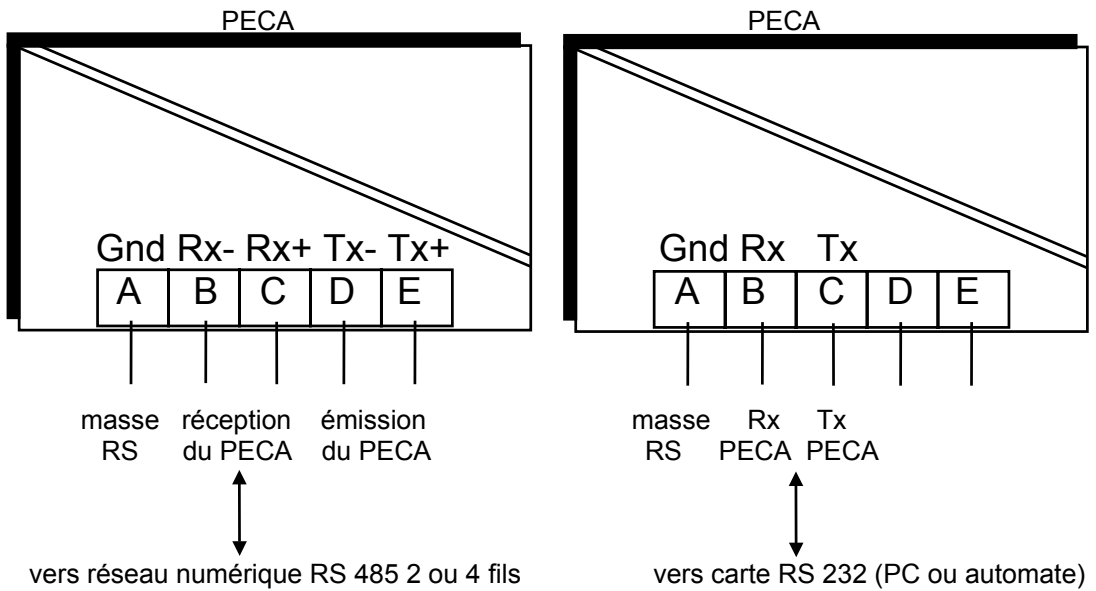 PECA
Gnd Rx- Rx+ Tx- Tx+
A B C D E
masse réception émission
RS du PECA du PECA
vers réseau numérique RS 485 2 ou 4 fils
PECA
Gnd Rx Tx
A B C D E
masse Rx Tx
RS PECA PECA
vers carte RS 232 (PC ou automate)